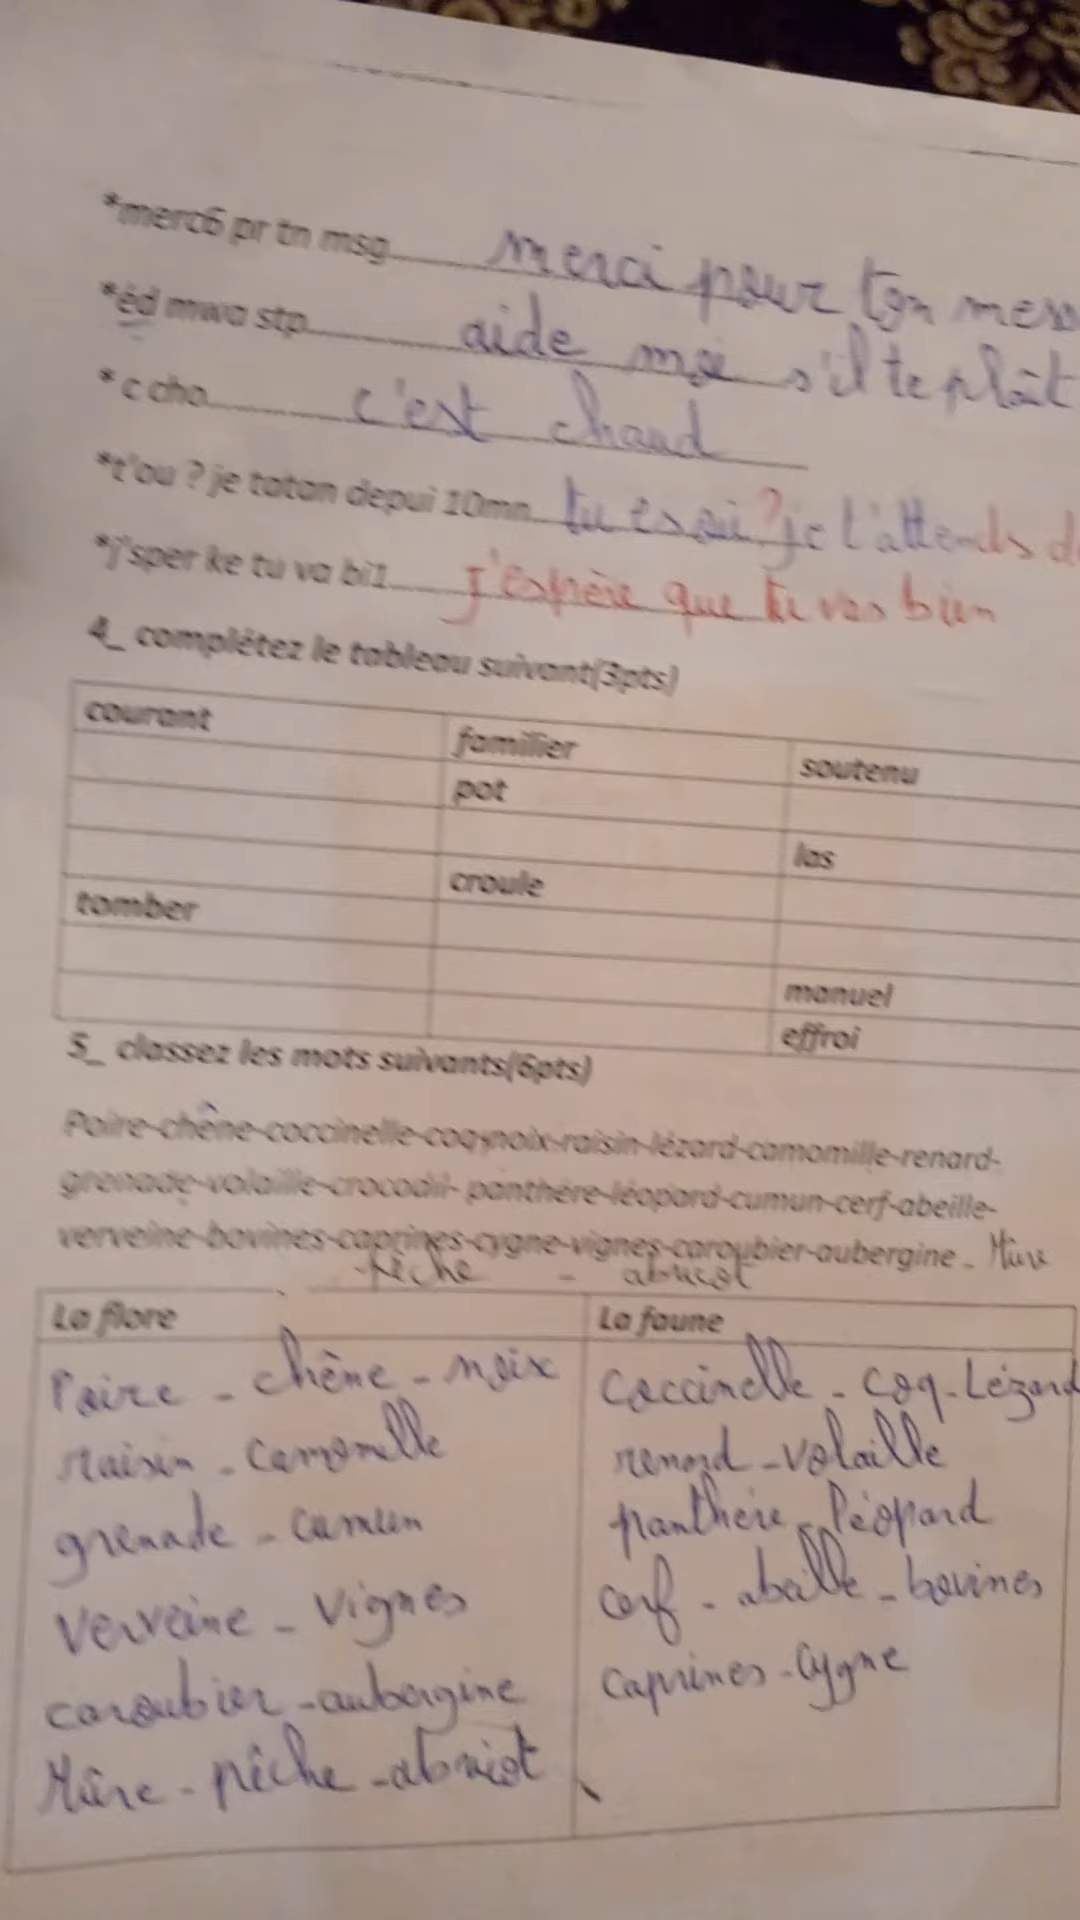 *merc6 pr tn msg merci pour ton mess
*éd mwa stp aide moi s'il te plaît
* c cho c'est chaud
*t'ou ? je tatan depui 10mn tu es où ? je t'attends d
*j'sper ke tu va bi1 j'espère que tu vas bien
4_ complétez le tableau suivant(3pts)
courant familier soutenu
pot
las
croule
tomber
manuel
effroi
5_ classez les mots suivants(6pts)
Poire-chêne-coccinelle-coq-noix-raisin-lézard-camomille-renard-
grenade-volaille-crocodil- panthère-léopard-cumun-cerf-abeille-
verveine-bovines-caprines-cygne-vignes-caroubier-aubergine - Mûre
- pêche - abricot
La flore La faune
Poire - chêne - noix coccinelle - coq - Lézard
raisin - camomelle renard - volaille
grenade - cumun panthère - léopard
verveine - vignes cerf - abeille - bovines
caroubier - aubergine caprines - cygne
Mûre - pêche - abricot